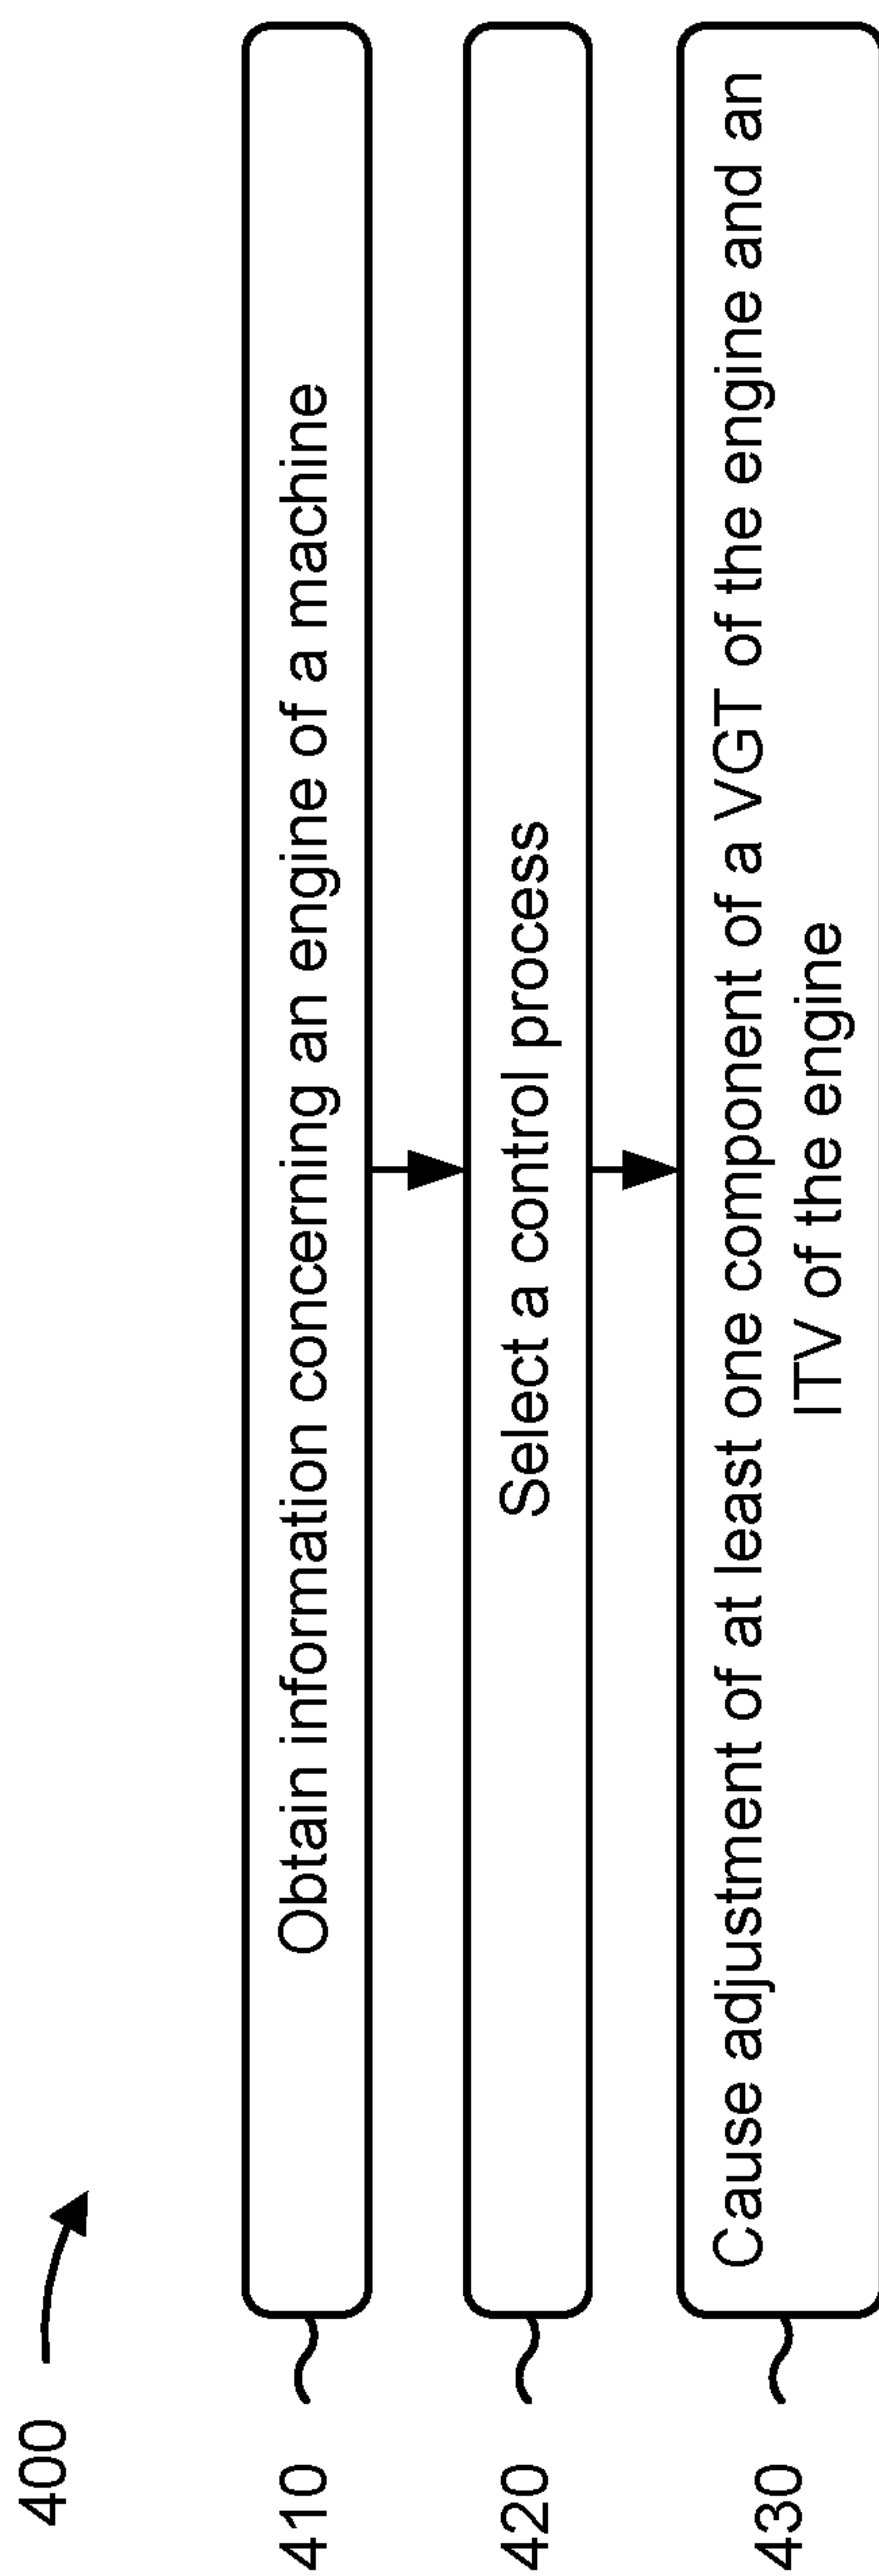 400
410
Obtain information concerning an engine of a machine
420
Select a control process
430
Cause adjustment of at least one component of a VGT of the engine and an
ITV of the engine